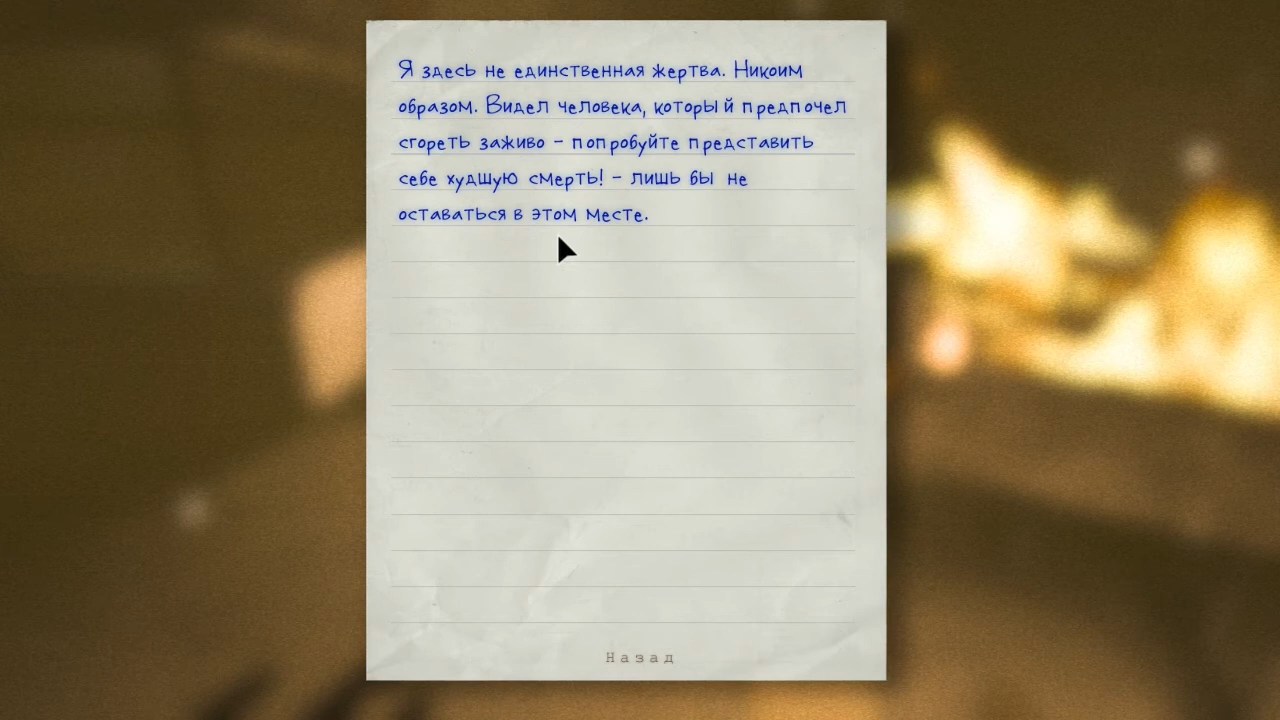 Я здесь не единственная жертва. Никоим
образом. Видел человека, который предпочел
сгореть заживо - попробуйте представить
себе худшую смерть! - лишь бы не
оставаться в этом месте.
Назад